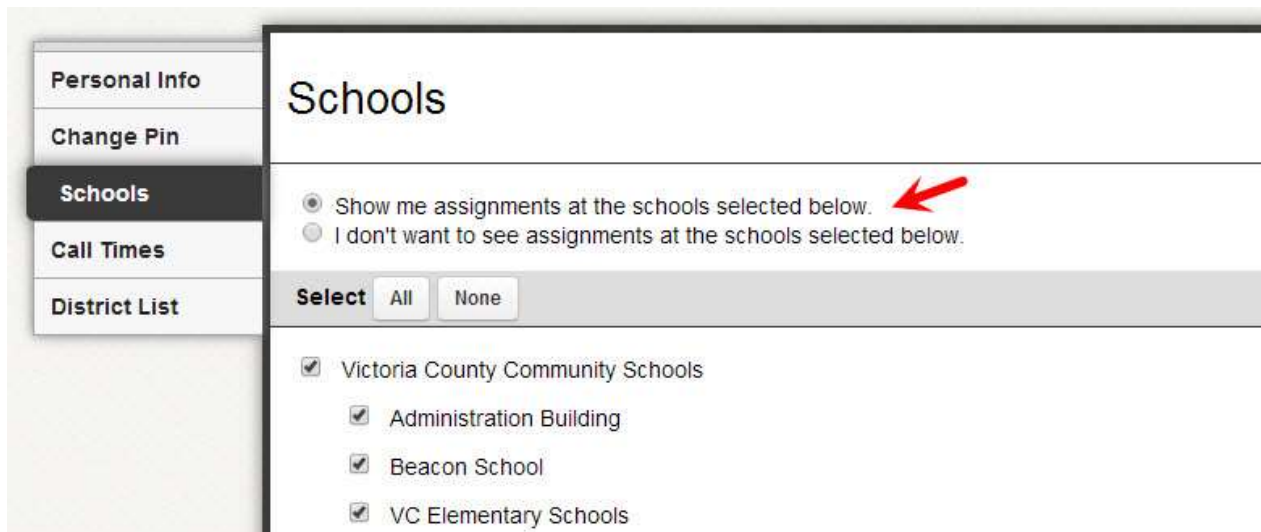 Personal Info
Change Pin
Schools
Call Times
District List
Schools
Show me assignments at the schools selected below.
I don't want to see assignments at the schools selected below.
Select All None
Victoria County Community Schools
Administration Building
Beacon School
VC Elementary Schools